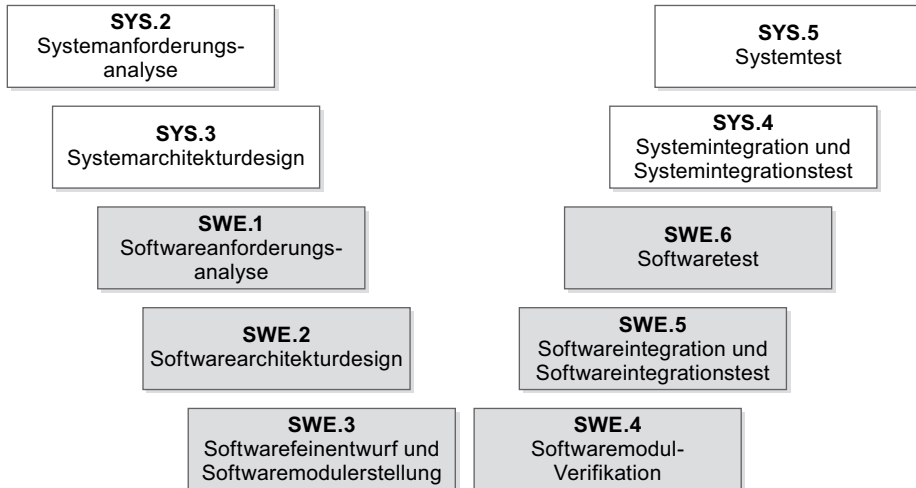 SYS.2
Systemanforderungs-
analyse
SYS.5
Systemtest
SYS.3
Systemarchitekturdesign
SYS.4
Systemintegration und
Systemintegrationstest
SWE.1
Softwareanforderungs-
analyse
SWE.6
Softwaretest
SWE.2
Softwarearchitekturdesign
SWE.5
Softwareintegration und
Softwareintegrationstest
SWE.3
Softwarefeinentwurf und
Softwaremodulerstellung
SWE.4
Softwaremodul-
Verifikation